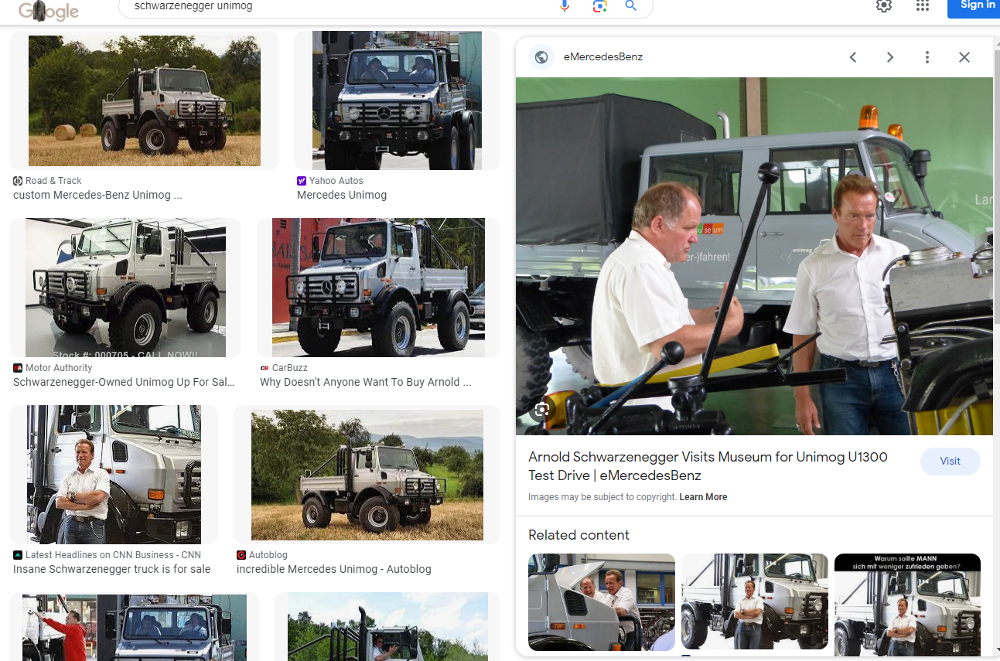 Google
schwarzenegger unimog
Sign in
Road & Track
custom Mercedes-Benz Unimog ...
Yahoo Autos
Mercedes Unimog
Stock #: 000705 - CALL NOW!!
Motor Authority
Schwarzenegger-Owned Unimog Up For Sal...
CarBuzz
Why Doesn't Anyone Want To Buy Arnold ...
Latest Headlines on CNN Business - CNN
Insane Schwarzenegger truck is for sale
Autoblog
incredible Mercedes Unimog - Autoblog
eMercedesBenz
seum
er-)fahren!
unimog
Lar
Arnold Schwarzenegger Visits Museum for Unimog U1300
Test Drive | eMercedesBenz
Visit
Images may be subject to copyright. Learn More
Related content
Warum sollte MANN
sich mit weniger zufrieden geben?